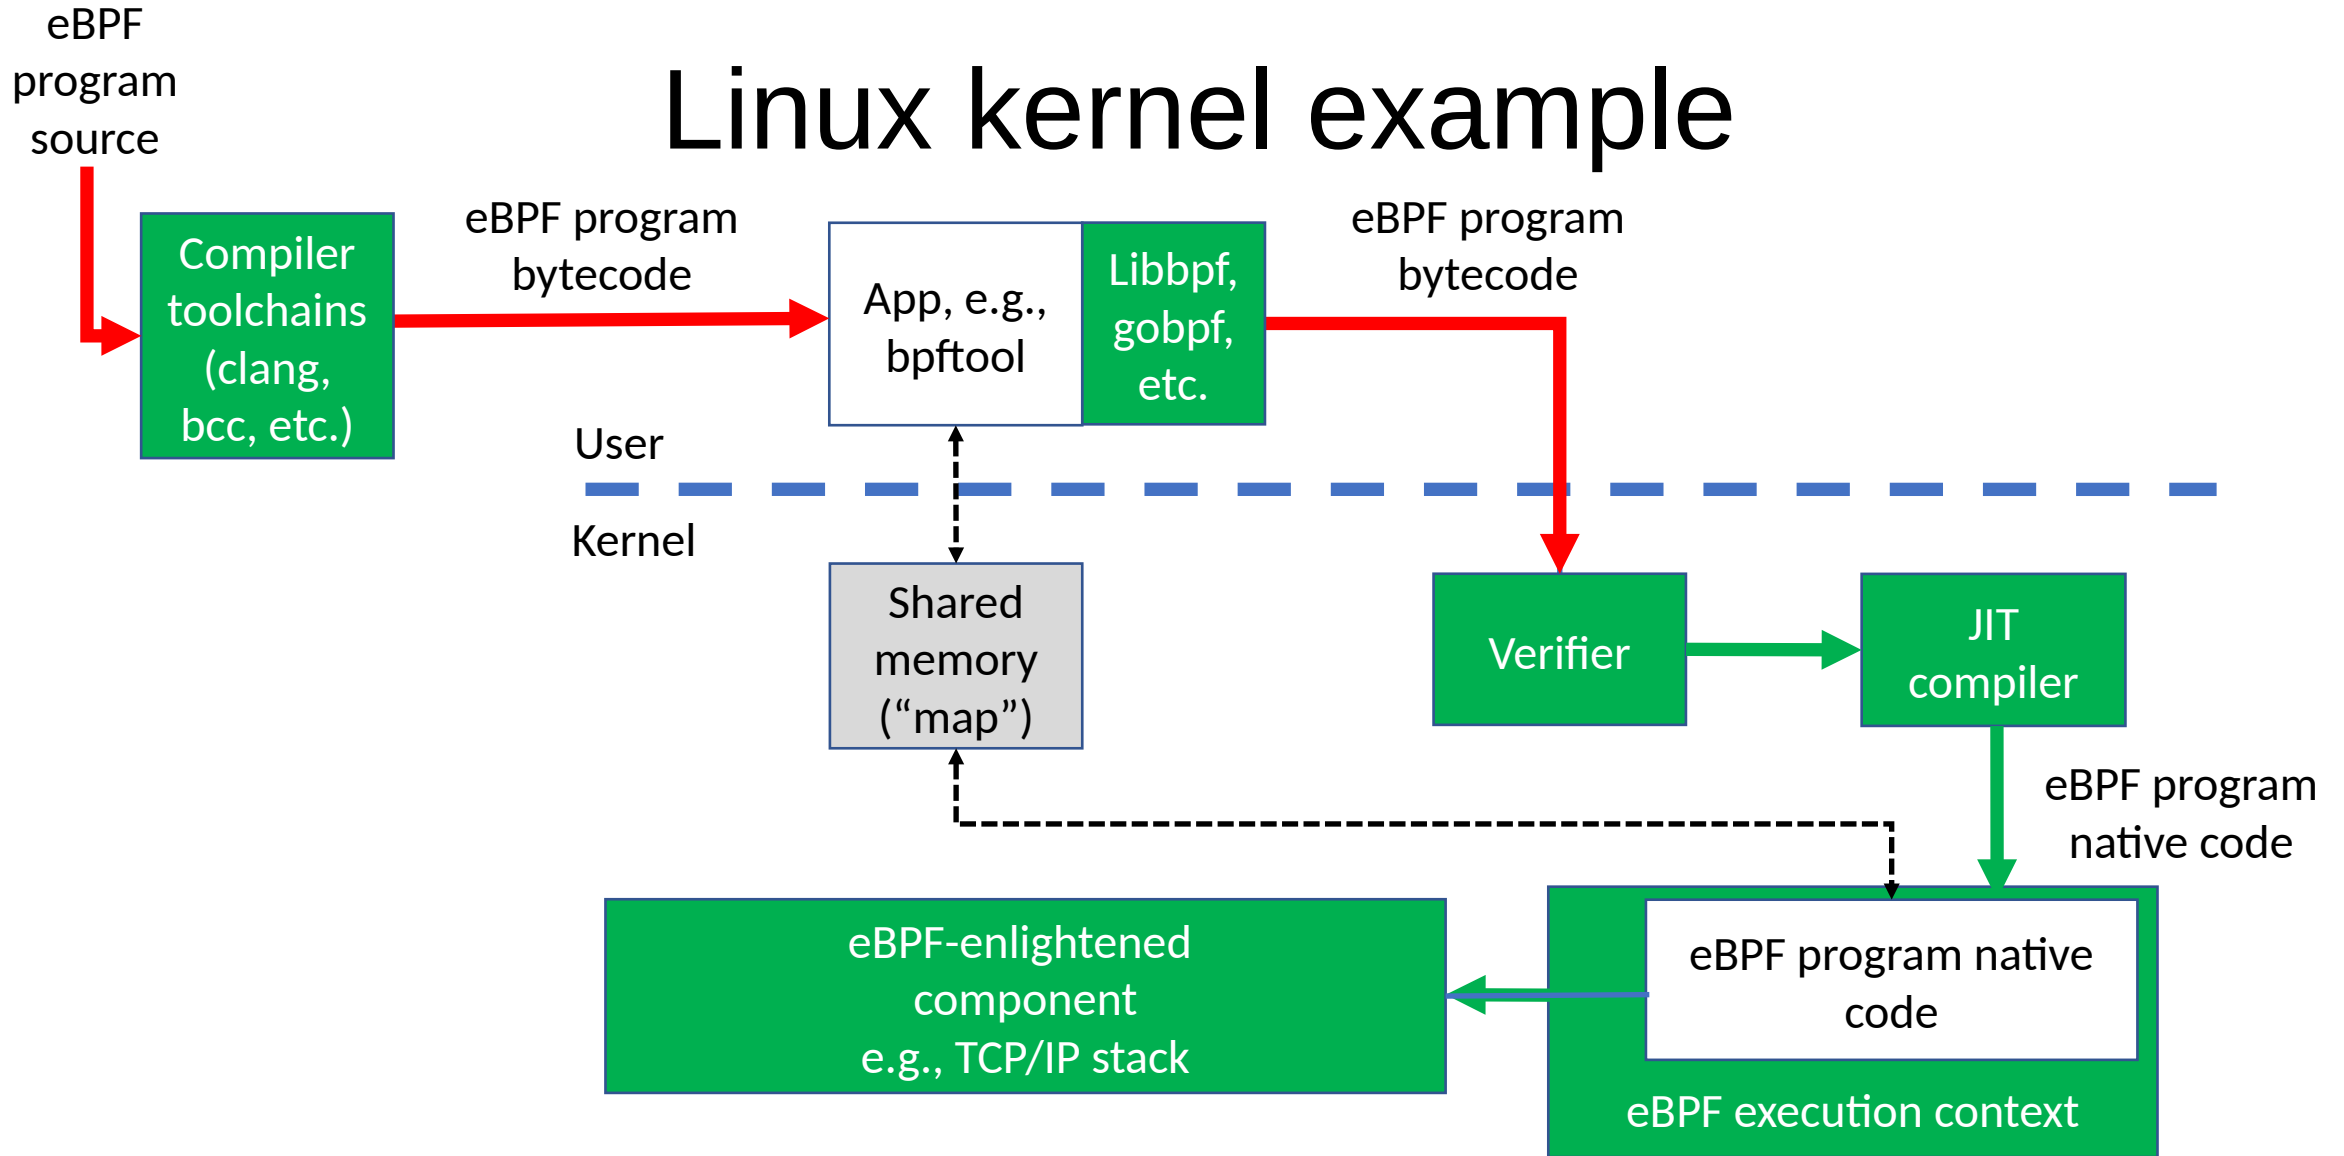 eBPF
program
source
Linux kernel example
Compiler
toolchains
(clang,
bcc, etc.)
eBPF program
bytecode
App, e.g.,
bpftool
Libbpf,
gobpf,
etc.
eBPF program
bytecode
User
Kernel
Shared
memory
(“map”)
Verifier
JIT
compiler
eBPF program
native code
eBPF-enlightened
component
e.g., TCP/IP stack
eBPF program native
code
eBPF execution context